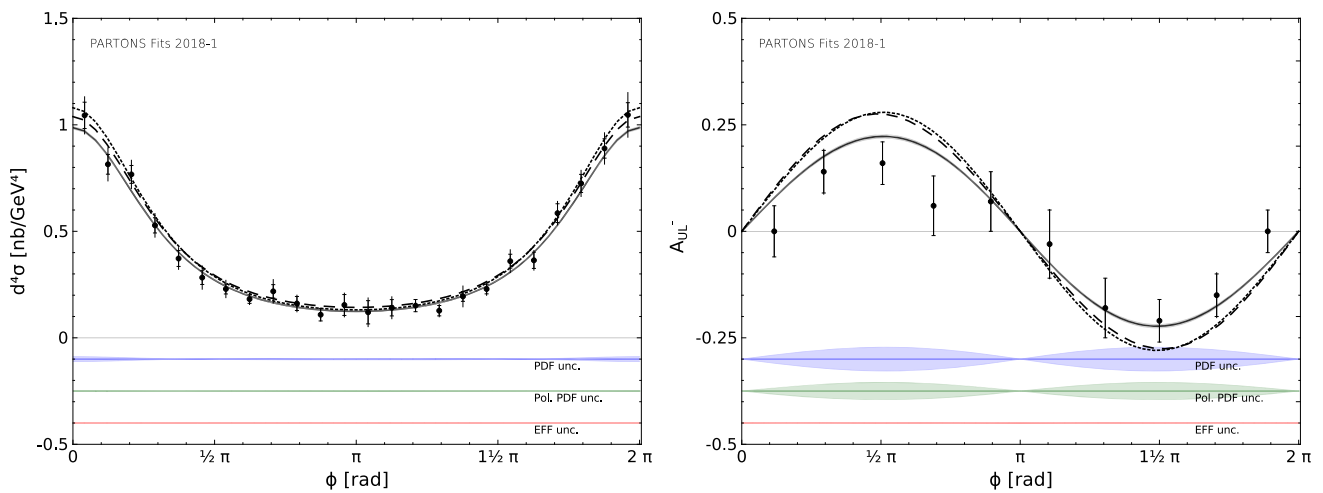 PARTONS Fits 2018-1
d⁴σ [nb/GeV⁴]
1.5
1
0.5
0
-0.5
PDF unc.
Pol. PDF unc.
EFF unc.
0
½ π
π
1½ π
2 π
ϕ [rad]
PARTONS Fits 2018-1
A_UL^-
0.5
0.25
0
-0.25
-0.5
PDF unc.
Pol. PDF unc.
EFF unc.
0
½ π
π
1½ π
2 π
ϕ [rad]